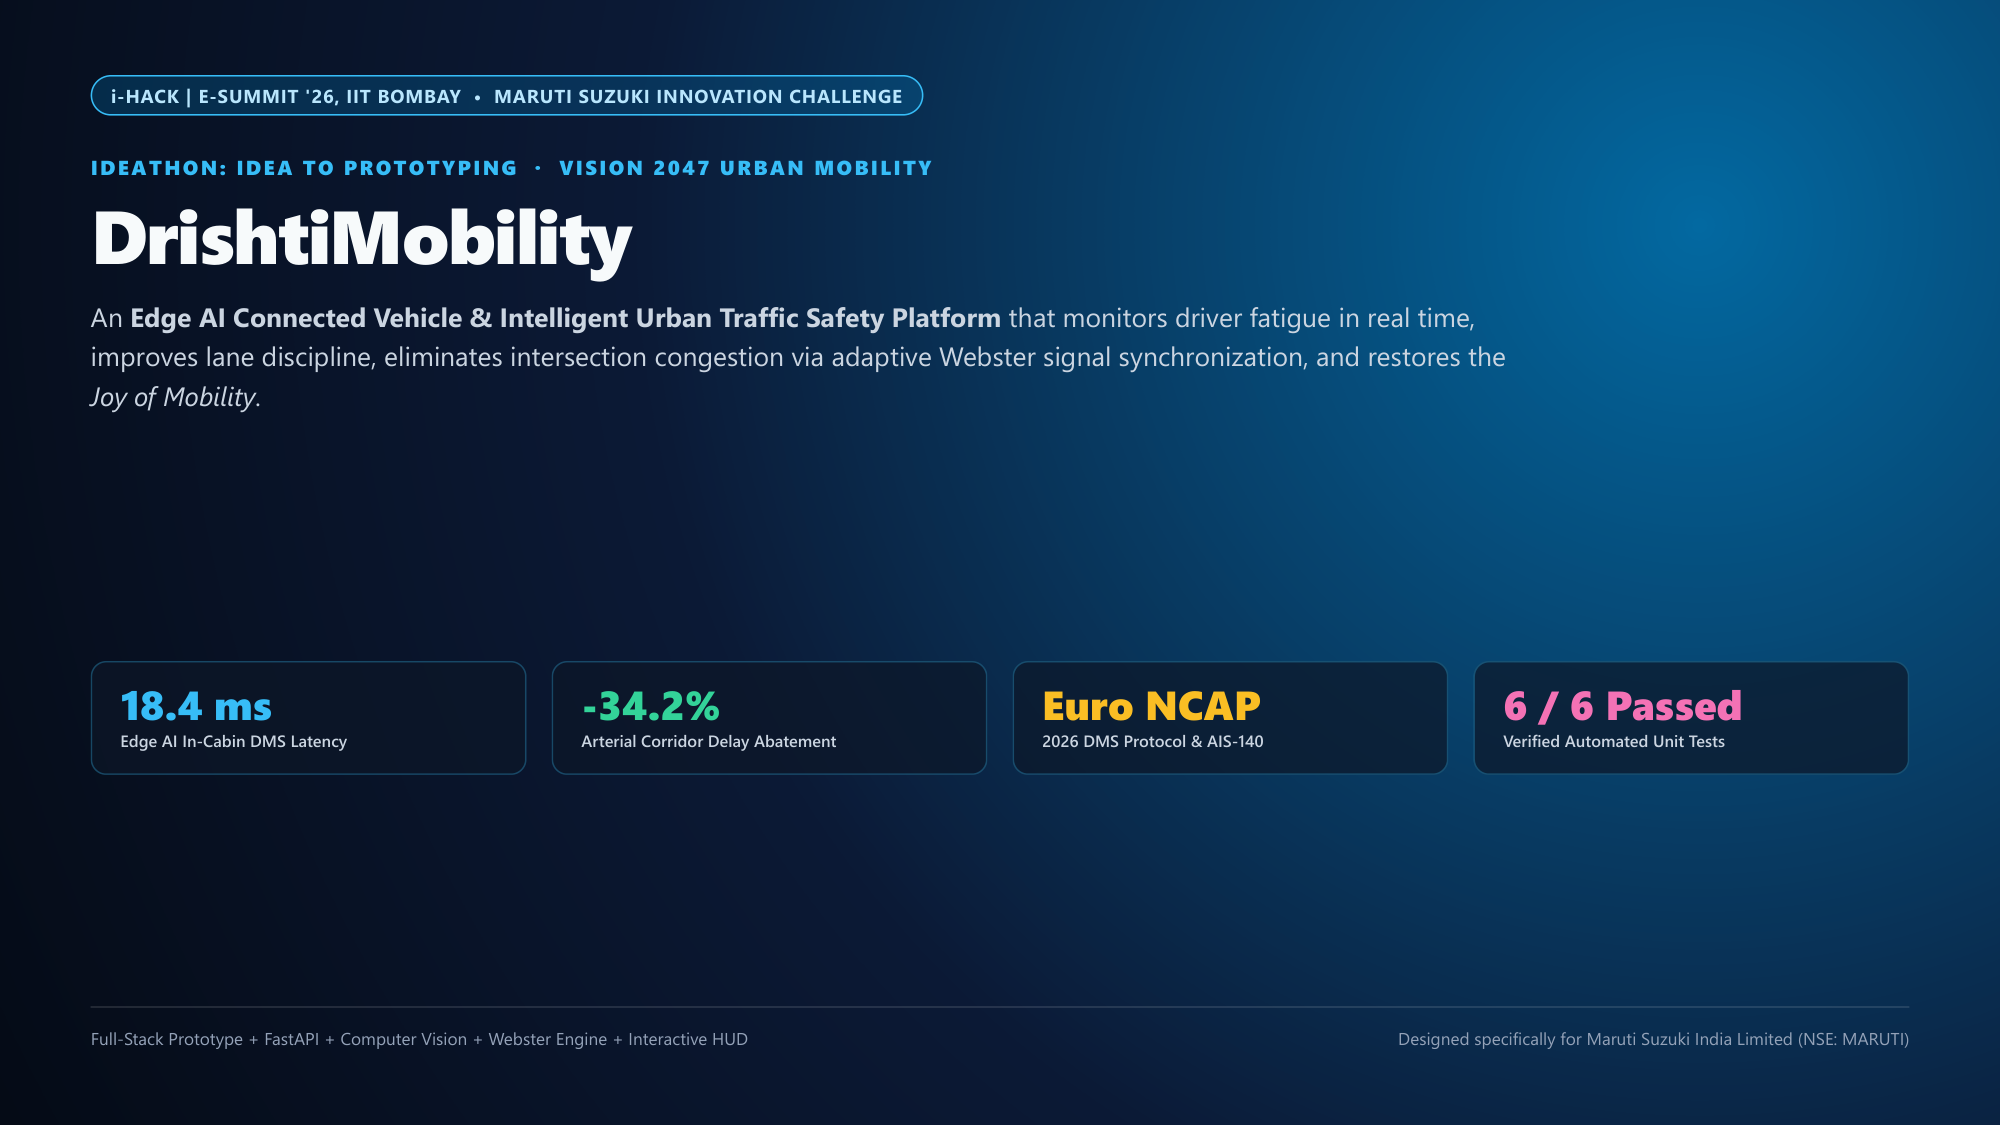 i-HACK | E-SUMMIT '26, IIT BOMBAY • MARUTI SUZUKI INNOVATION CHALLENGE
IDEATHON: IDEA TO PROTOTYPING · VISION 2047 URBAN MOBILITY
DrishtiMobility
An Edge AI Connected Vehicle & Intelligent Urban Traffic Safety Platform that monitors driver fatigue in real time,
improves lane discipline, eliminates intersection congestion via adaptive Webster signal synchronization, and restores the
Joy of Mobility.
18.4 ms
Edge AI In-Cabin DMS Latency
-34.2%
Arterial Corridor Delay Abatement
Euro NCAP
2026 DMS Protocol & AIS-140
6 / 6 Passed
Verified Automated Unit Tests
Full-Stack Prototype + FastAPI + Computer Vision + Webster Engine + Interactive HUD
Designed specifically for Maruti Suzuki India Limited (NSE: MARUTI)